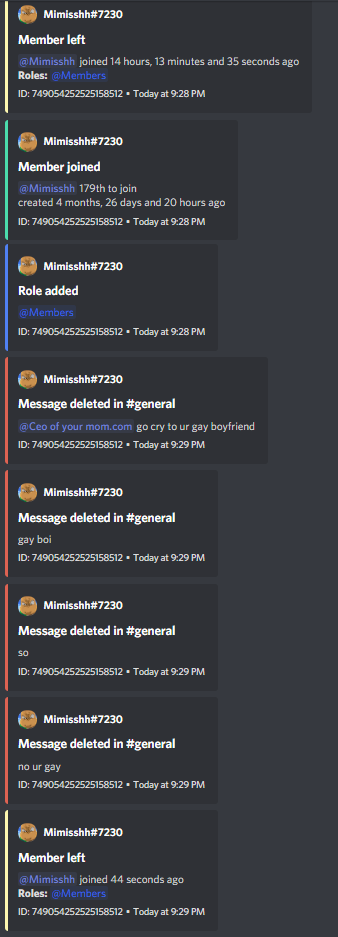 Mimisshh#7230
Member left
@Mimisshh joined 14 hours, 13 minutes and 35 seconds ago
Roles: @Members
ID: 749054252525158512 • Today at 9:28 PM
Mimisshh#7230
Member joined
@Mimisshh 179th to join
created 4 months, 26 days and 20 hours ago
ID: 749054252525158512 • Today at 9:28 PM
Mimisshh#7230
Role added
@Members
ID: 749054252525158512 • Today at 9:28 PM
Mimisshh#7230
Message deleted in #general
@Ceo of your mom.com go cry to ur gay boyfriend
ID: 749054252525158512 • Today at 9:29 PM
Mimisshh#7230
Message deleted in #general
gay boi
ID: 749054252525158512 • Today at 9:29 PM
Mimisshh#7230
Message deleted in #general
so
ID: 749054252525158512 • Today at 9:29 PM
Mimisshh#7230
Message deleted in #general
no ur gay
ID: 749054252525158512 • Today at 9:29 PM
Mimisshh#7230
Member left
@Mimisshh joined 44 seconds ago
Roles: @Members
ID: 749054252525158512 • Today at 9:29 PM